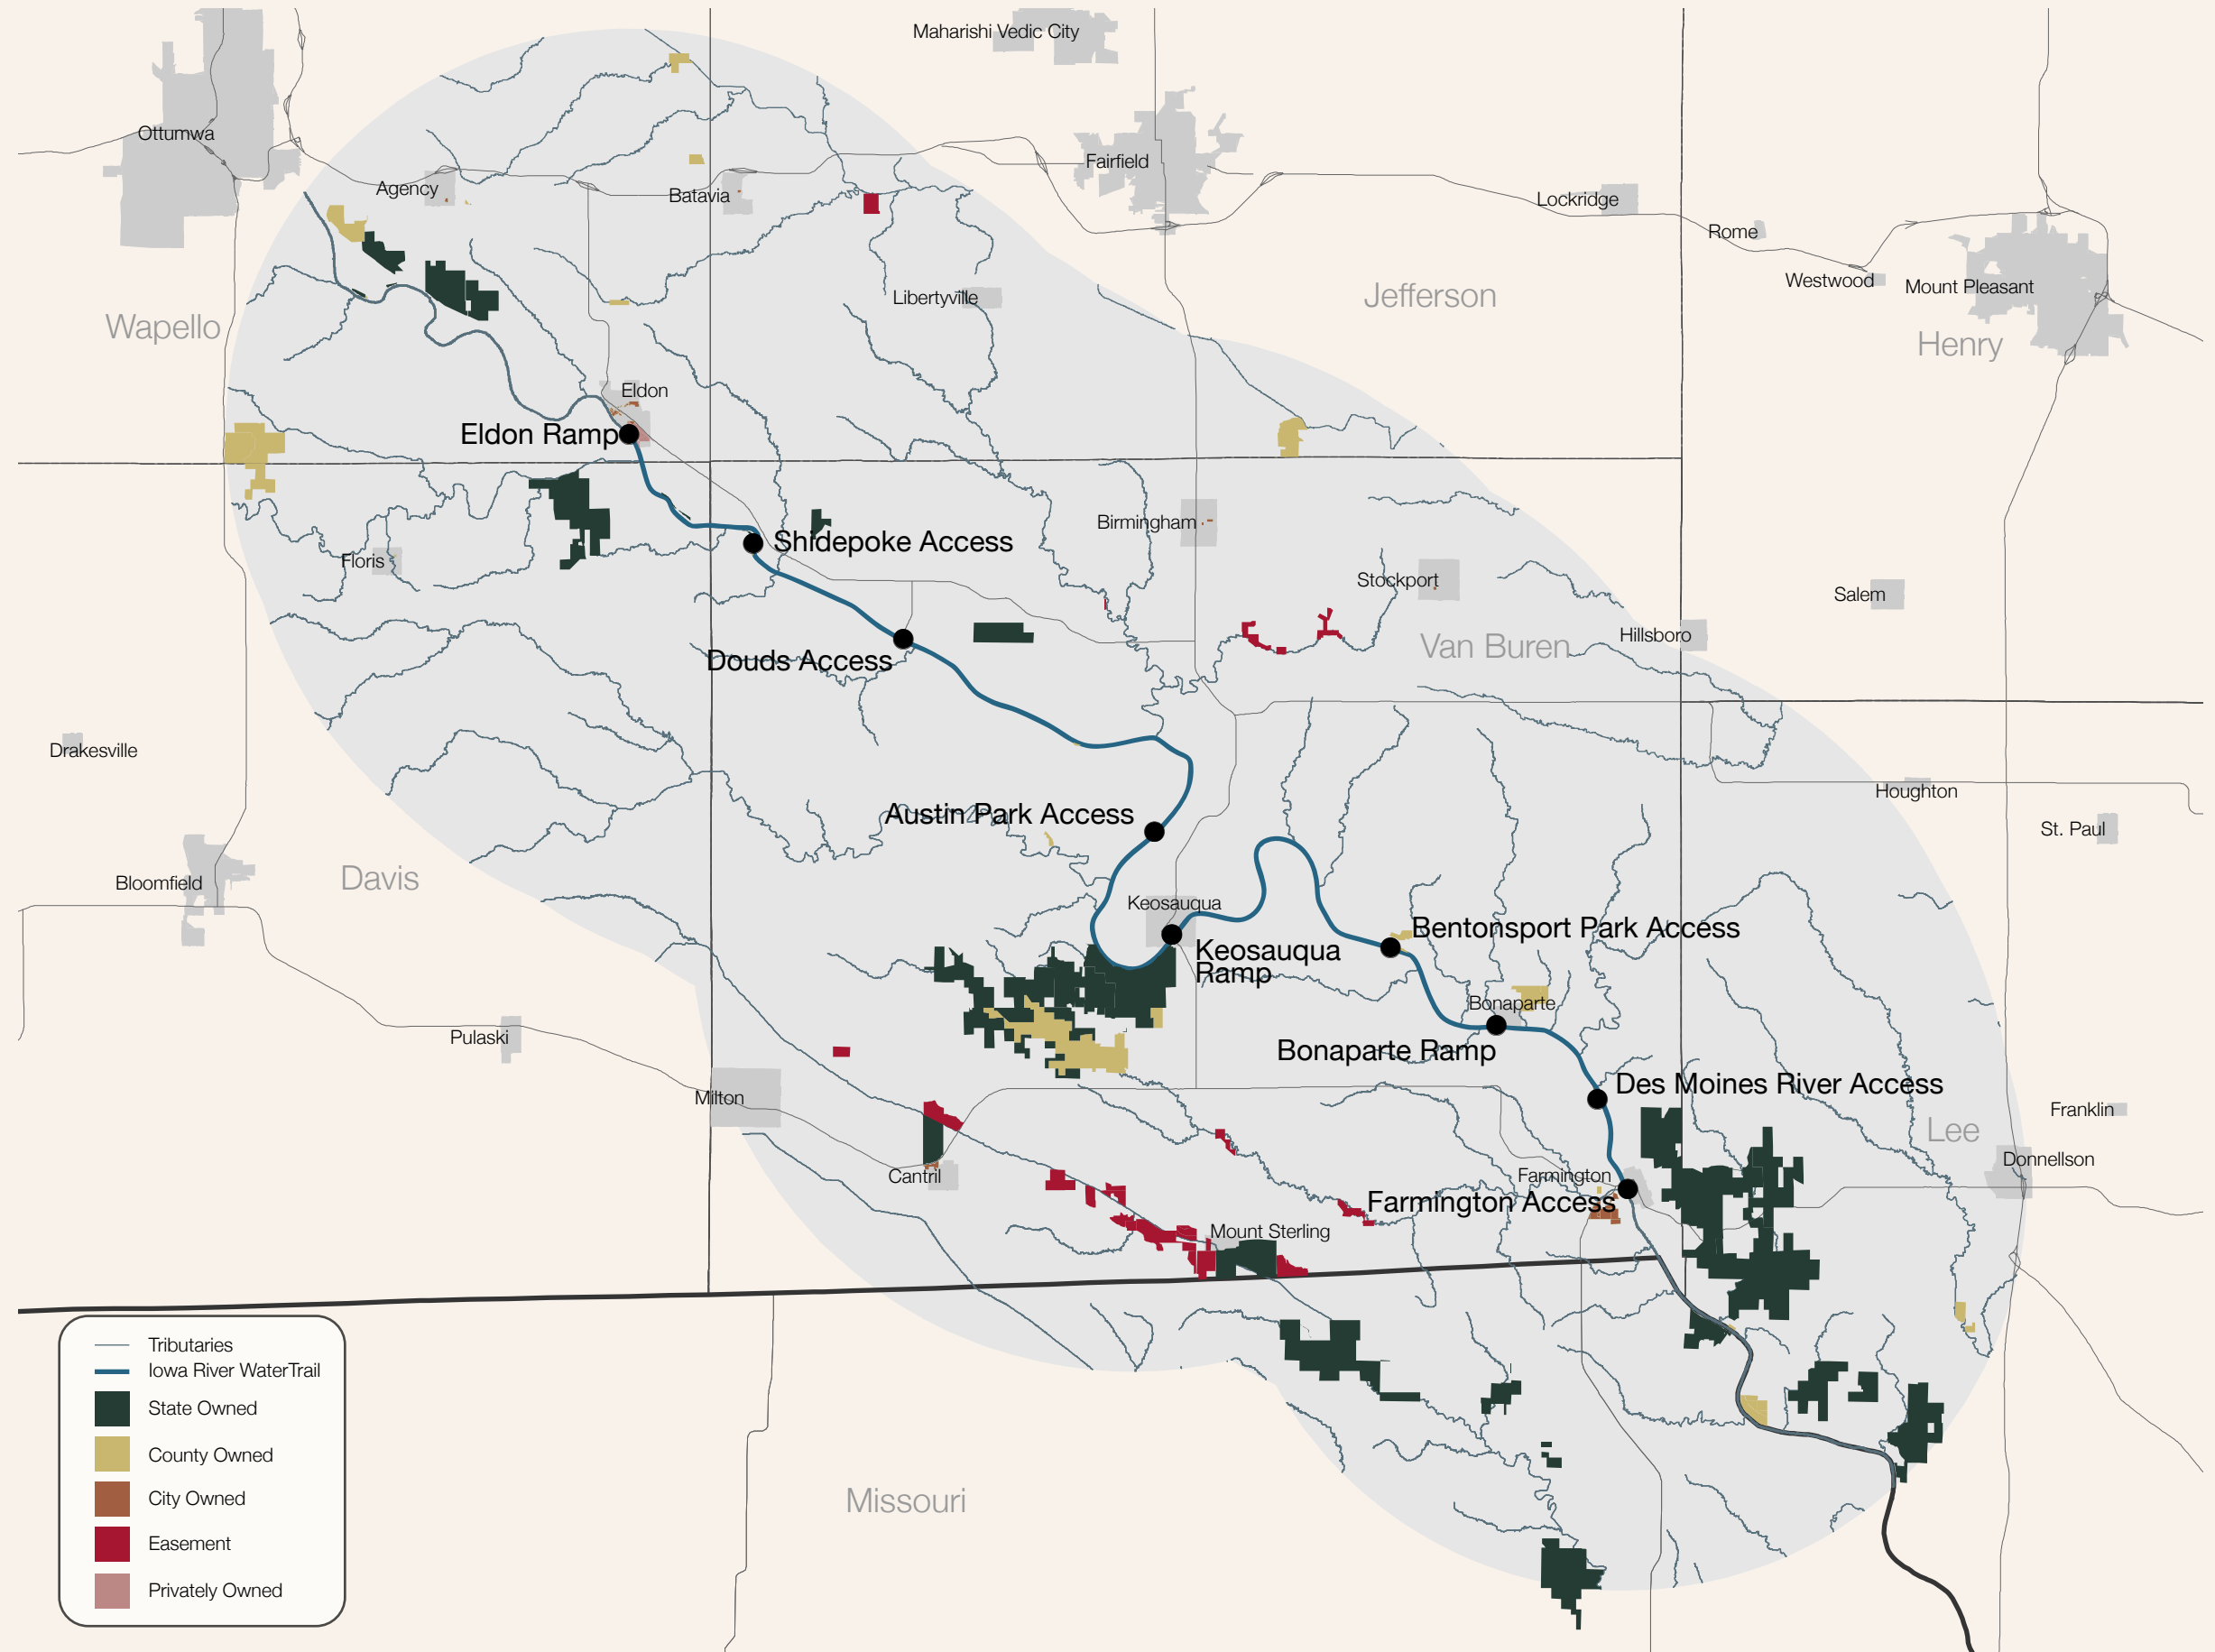 Maharishi Vedic City
Ottumwa
Fairfield
Agency
Batavia
Lockridge
Rome
Westwood
Mount Pleasant
Libertyville
Jefferson
Wapello
Henry
Eldon
Eldon Ramp
Birmingham
Shidepoke Access
Floris
Stockport
Salem
Hillsboro
Van Buren
Douds Access
Drakesville
Houghton
Austin Park Access
St. Paul
Davis
Bloomfield
Keosauqua
Bentonsport Park Access
Keosauqua
Ramp
Bonaparte
Pulaski
Bonaparte Ramp
Des Moines River Access
Milton
Franklin
Lee
Donnellson
Cantril
Farmington
Farmington Access
Mount Sterling
Tributaries
Iowa River WaterTrail
State Owned
County Owned
City Owned
Easement
Privately Owned
Missouri